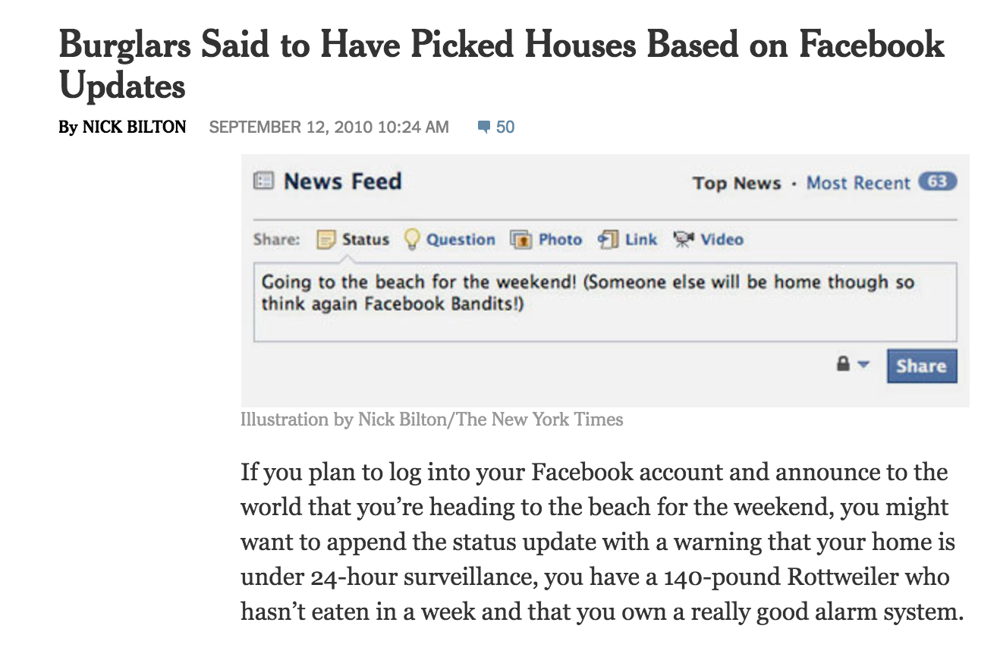 Burglars Said to Have Picked Houses Based on Facebook
Updates
By NICK BILTON SEPTEMBER 12, 2010 10:24 AM 50
News Feed Top News · Most Recent 63
Share: Status Question Photo Link Video
Going to the beach for the weekend! (Someone else will be home though so
think again Facebook Bandits!)
Share
Illustration by Nick Bilton/The New York Times
If you plan to log into your Facebook account and announce to the
world that you’re heading to the beach for the weekend, you might
want to append the status update with a warning that your home is
under 24-hour surveillance, you have a 140-pound Rottweiler who
hasn’t eaten in a week and that you own a really good alarm system.